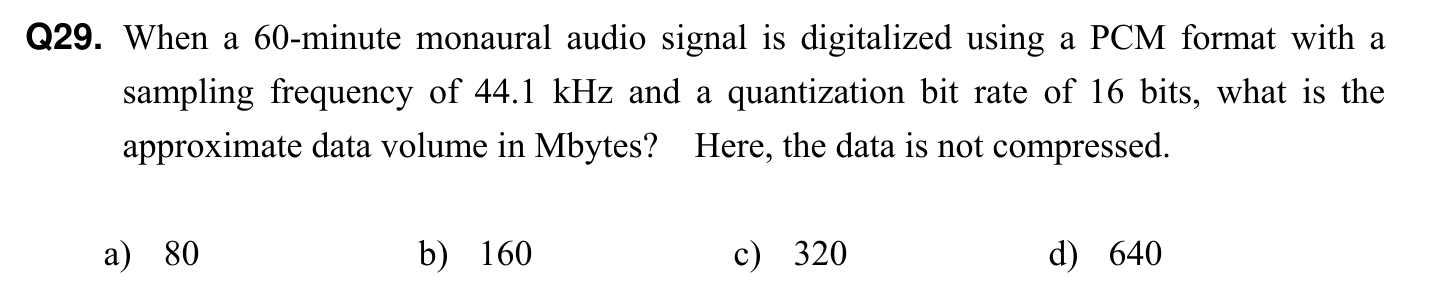 Q29. When a 60-minute monaural audio signal is digitalized using a PCM format with a
sampling frequency of 44.1 kHz and a quantization bit rate of 16 bits, what is the
approximate data volume in Mbytes? Here, the data is not compressed.
a) 80 b) 160 c) 320 d) 640